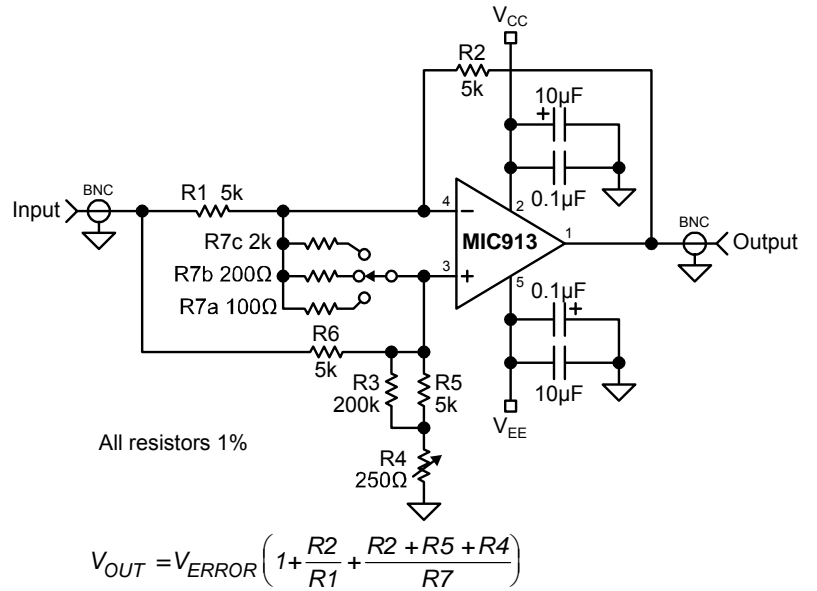 V_CC
R2
5k
10µF
+
0.1µF
2
BNC
Input
R1 5k
4
−
MIC913
1
BNC
Output
R7c 2k
R7b 200Ω
3
+
R7a 100Ω
5
0.1µF
+
10µF
V_EE
R6
5k
R3
200k
R5
5k
All resistors 1%
R4
250Ω
V_OUT = V_ERROR (1 + R2/R1 + (R2 + R5 + R4)/R7)